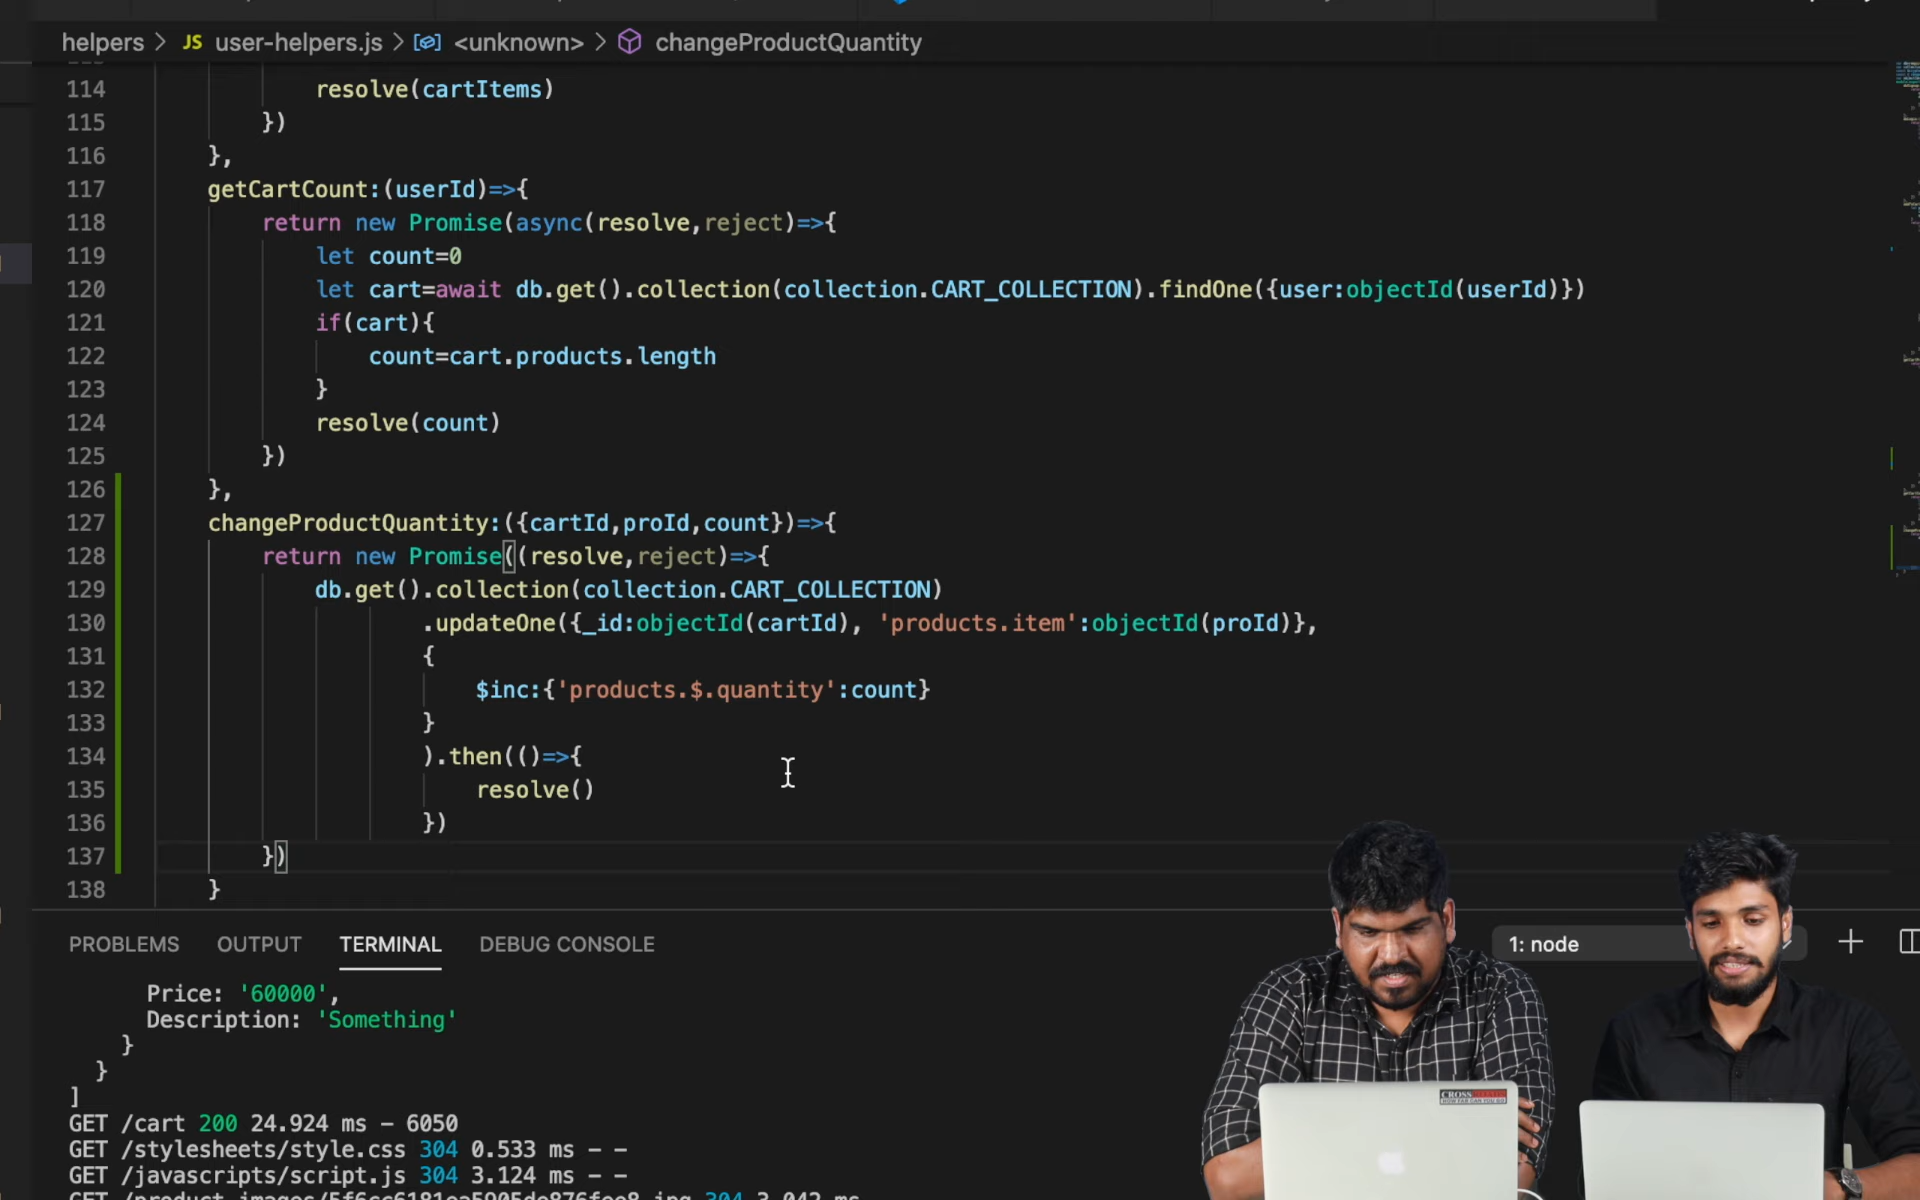 helpers > JS user-helpers.js > <unknown> > changeProductQuantity
114 resolve(cartItems)
115 })
116 },
117 getCartCount:(userId)=>{
118 return new Promise(async(resolve,reject)=>{
119 let count=0
120 let cart=await db.get().collection(collection.CART_COLLECTION).findOne({user:objectId(userId)})
121 if(cart){
122 count=cart.products.length
123 }
124 resolve(count)
125 })
126 },
127 changeProductQuantity:({cartId,proId,count})=>{
128 return new Promise((resolve,reject)=>{
129 db.get().collection(collection.CART_COLLECTION)
130 .updateOne({_id:objectId(cartId), 'products.item':objectId(proId)},
131 {
132 $inc:{'products.$.quantity':count}
133 }
134 ).then(()=>{
135 resolve()
136 })
137 })
138 }
PROBLEMS OUTPUT TERMINAL DEBUG CONSOLE 1: node
Price: '60000',
Description: 'Something'
}
}
]
GET /cart 200 24.924 ms - 6050
GET /stylesheets/style.css 304 0.533 ms - -
GET /javascripts/script.js 304 3.124 ms - -